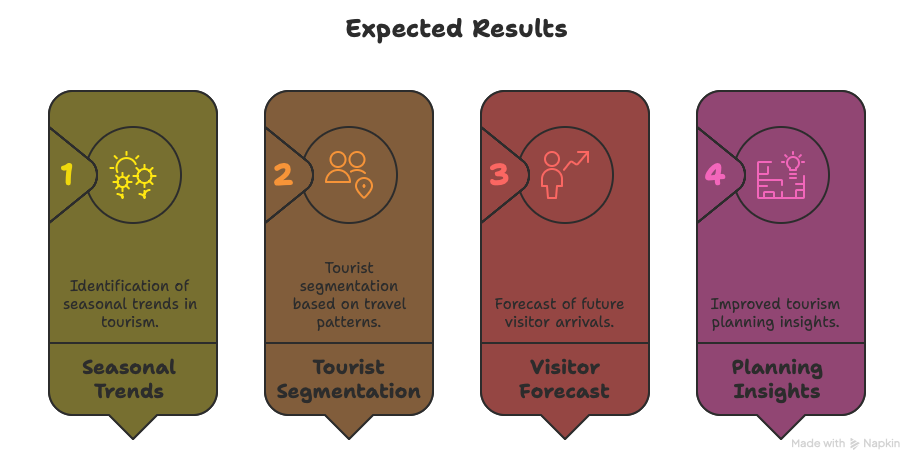 Expected Results
1
Identification of
seasonal trends in
tourism.
Seasonal
Trends
2
Tourist
segmentation
based on travel
patterns.
Tourist
Segmentation
3
Forecast of future
visitor arrivals.
Visitor
Forecast
4
Improved tourism
planning insights.
Planning
Insights
Made with Napkin